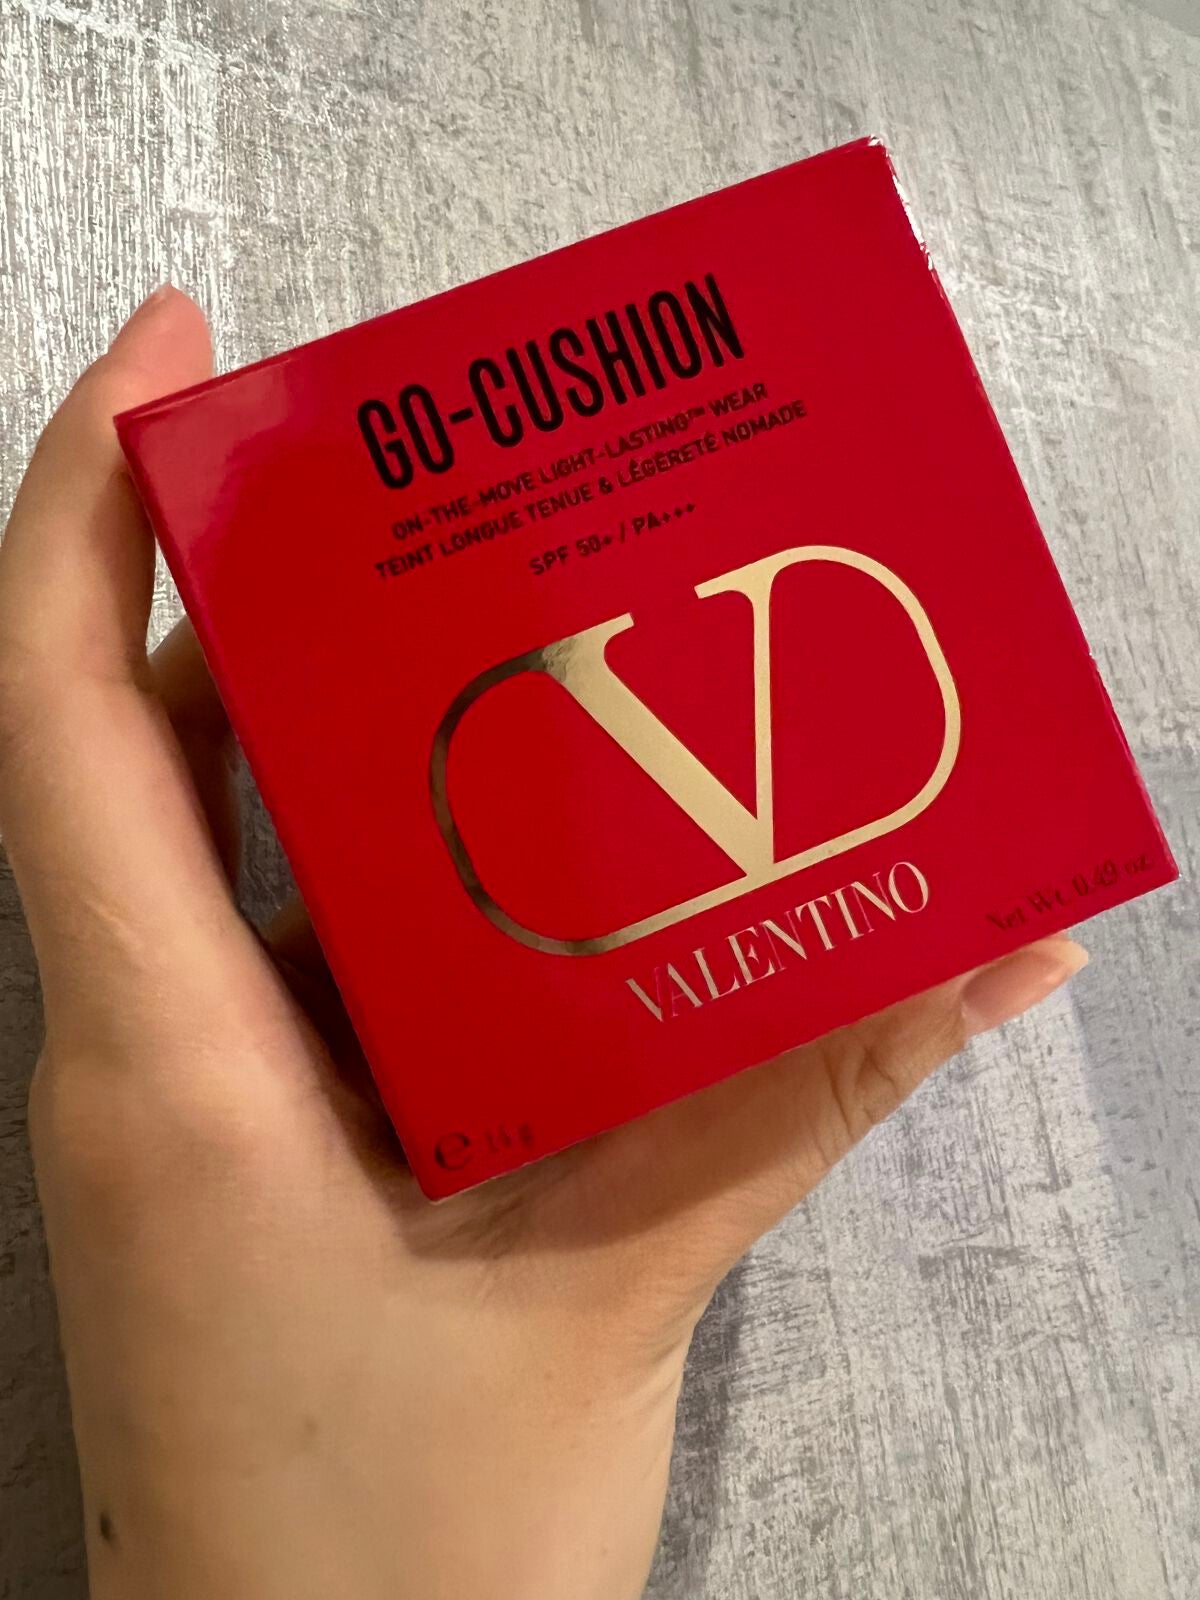 GO-CUSHION
ON-THE-MOVE LIGHT-LASTING™ WEAR
TEINT LONGUE TENUE & LÉGÈRETÉ NOMADE
SPF 50+ / PA+++
V
VALENTINO
Net Wt. 0.49 oz.
e 14 g